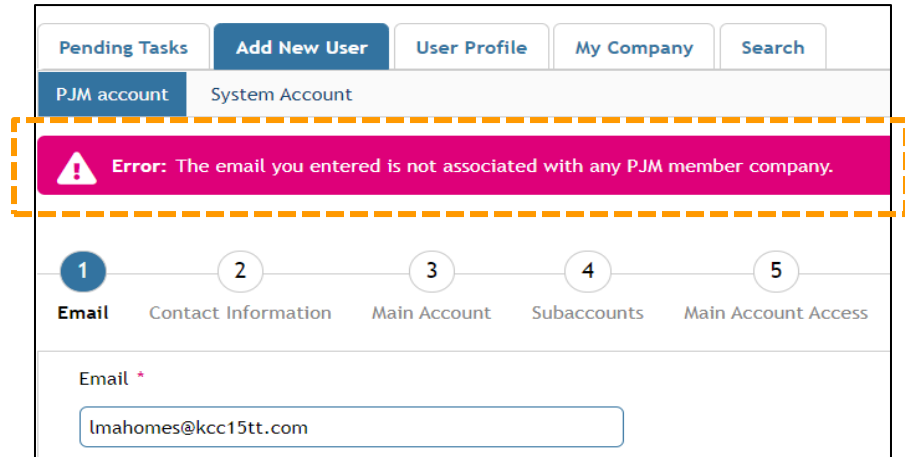 Pending Tasks Add New User User Profile My Company Search
PJM account System Account
Error: The email you entered is not associated with any PJM member company.
1 2 3 4 5
Email Contact Information Main Account Subaccounts Main Account Access
Email *
lmahomes@kcc15tt.com